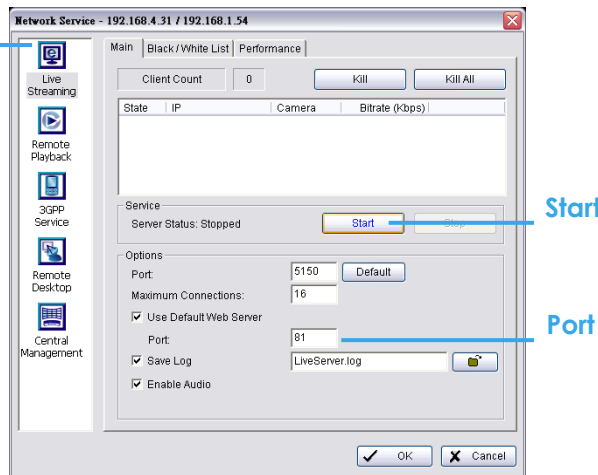 Network Service - 192.168.4.31 / 192.168.1.54
Live
Streaming
Remote
Playback
3GPP
Service
Remote
Desktop
Central
Management
Main Black/White List Performance
Client Count 0 Kill Kill All
State IP Camera Bitrate (Kbps)
Service
Server Status: Stopped Start Stop
Start
Options
Port: 5150 Default
Maximum Connections: 16
Use Default Web Server
Port: 81
Port
Save Log LiveServer.log
Enable Audio
OK Cancel